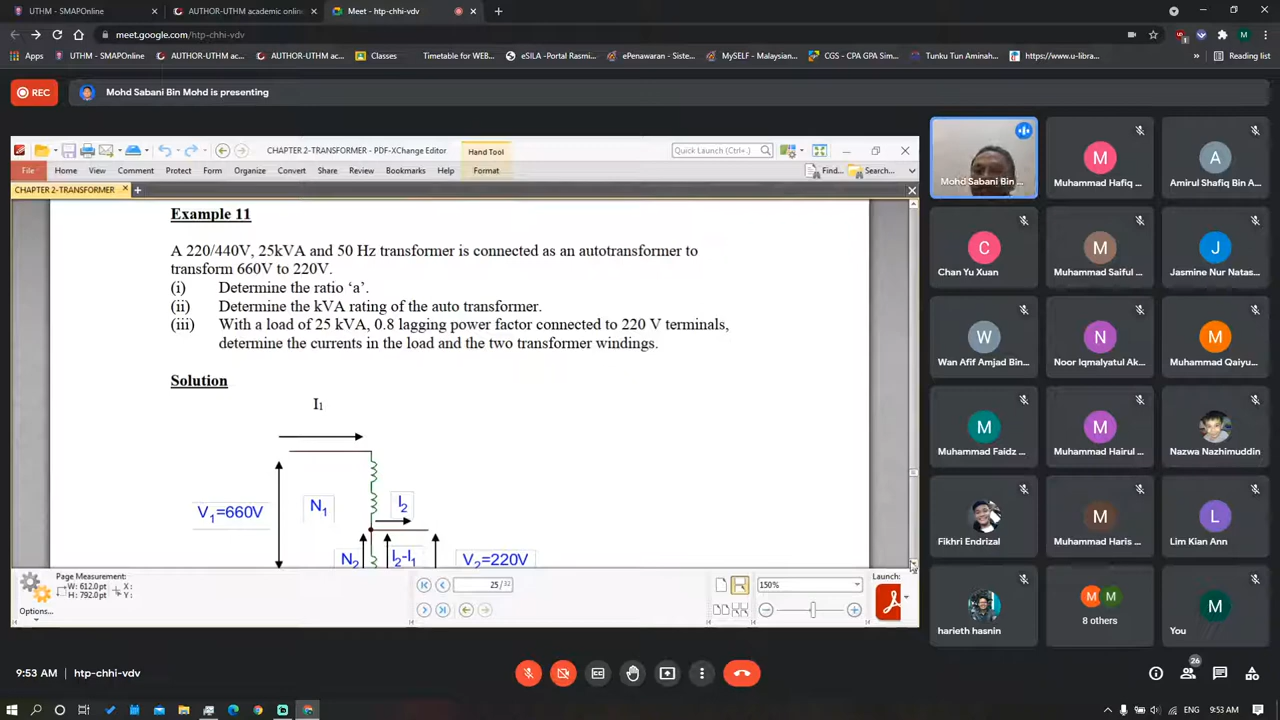 UTHM - SMAPOnline
AUTHOR-UTHM academic onlin
Meet - htp-chhi-vdv
meet.google.com/htp-chhi-vdv
Apps
UTHM - SMAPOnline
AUTHOR-UTHM ac...
AUTHOR-UTHM ac...
Classes
Timetable for WEB...
eSILA -Portal Rasmi...
ePenawaran - Siste...
MySELF - Malaysian...
CGS - CPA GPA Sim...
Tunku Tun Aminah...
https://www.u-libra...
»
Reading list
REC
Mohd Sabani Bin Mohd is presenting
CHAPTER 2-TRANSFORMER - PDF-XChange Editor
Hand Tool
Quick Launch (Ctrl+.)
File
Home
View
Comment
Protect
Form
Organize
Convert
Share
Review
Bookmarks
Help
Format
Find...
Search...
CHAPTER 2-TRANSFORMER
Example 11
A 220/440V, 25kVA and 50 Hz transformer is connected as an autotransformer to
transform 660V to 220V.
(i) Determine the ratio ‘a’.
(ii) Determine the kVA rating of the auto transformer.
(iii) With a load of 25 kVA, 0.8 lagging power factor connected to 220 V terminals,
determine the currents in the load and the two transformer windings.
Solution
I₁
V₁=660V
N₁
I₂
N₂
I₂-I₁
V₂=220V
Options...
Page Measurement:
W: 612.0pt
H: 792.0pt
X:
Y:
25 / 32
150%
Launch:
Mohd Sabani Bin ...
M
Muhammad Hafiq ...
A
Amirul Shafiq Bin A...
C
Chan Yu Xuan
M
Muhammad Saiful ...
J
Jasmine Nur Natas...
W
Wan Afif Amjad Bin...
N
Noor Iqmalyatul Ak...
M
Muhammad Qaiyu...
M
Muhammad Faidz ...
M
Muhammad Hairul ...
Nazwa Nazhimuddin
Fikhri Endrizal
M
Muhammad Haris ...
L
Lim Kian Ann
harieth hasnin
M M
8 others
M
You
9:53 AM
htp-chhi-vdv
26
ENG
9:53 AM